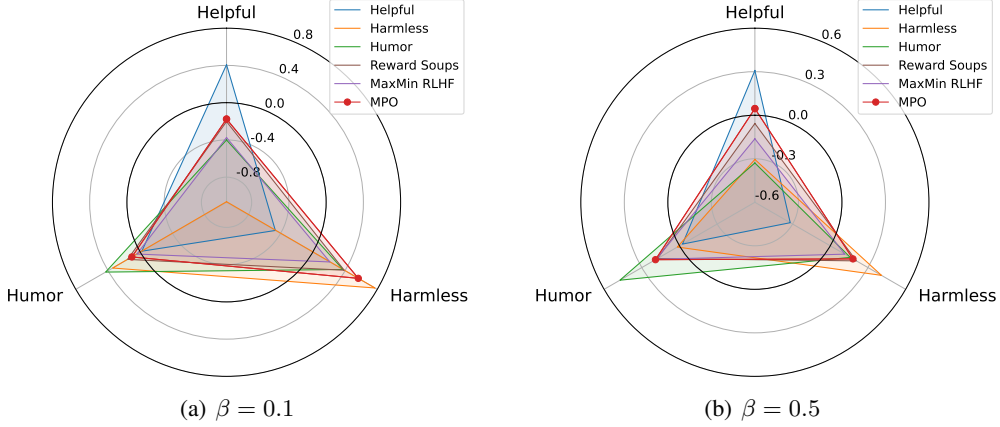 Helpful
0.8
0.4
0.0
-0.4
-0.8
Humor
Harmless
Helpful
Harmless
Humor
Reward Soups
MaxMin RLHF
MPO
(a) β = 0.1
Helpful
0.6
0.3
0.0
-0.3
-0.6
Humor
Harmless
Helpful
Harmless
Humor
Reward Soups
MaxMin RLHF
MPO
(b) β = 0.5